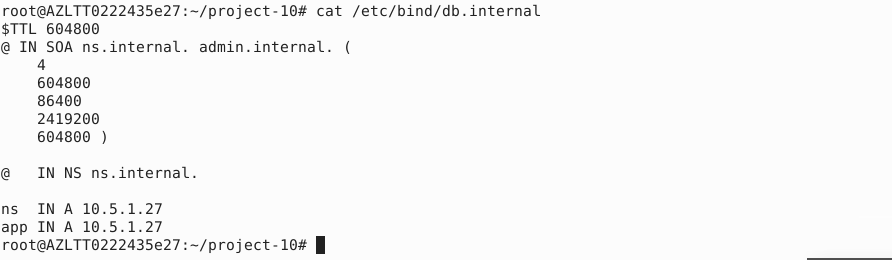 root@AZLTT0222435e27:~/project-10# cat /etc/bind/db.internal
$TTL 604800
@ IN SOA ns.internal. admin.internal. (
    4
    604800
    86400
    2419200
    604800 )

@   IN NS ns.internal.

ns  IN A 10.5.1.27
app IN A 10.5.1.27
root@AZLTT0222435e27:~/project-10#